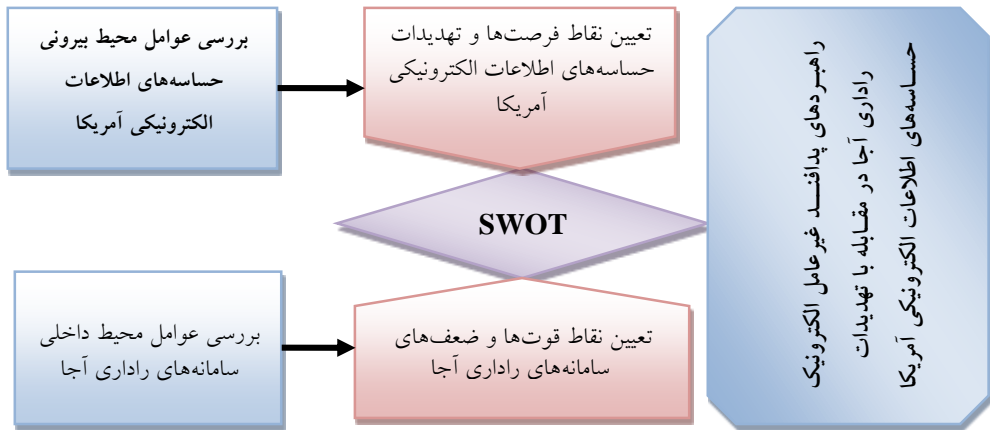 بررسی عوامل محیط بیرونی
حساسه‌های اطلاعات
الکترونیکی آمریکا
تعیین نقاط فرصت‌ها و تهدیدات
حساسه‌های اطلاعات الکترونیکی
آمریکا
SWOT
بررسی عوامل محیط داخلی
سامانه‌های راداری آجا
تعیین نقاط قوت‌ها و ضعف‌های
سامانه‌های راداری آجا
راهبردهای پدافند غیرعامل الکترونیک
راداری آجا در مقابله با تهدیدات
حساسه‌های اطلاعات الکترونیکی آمریکا